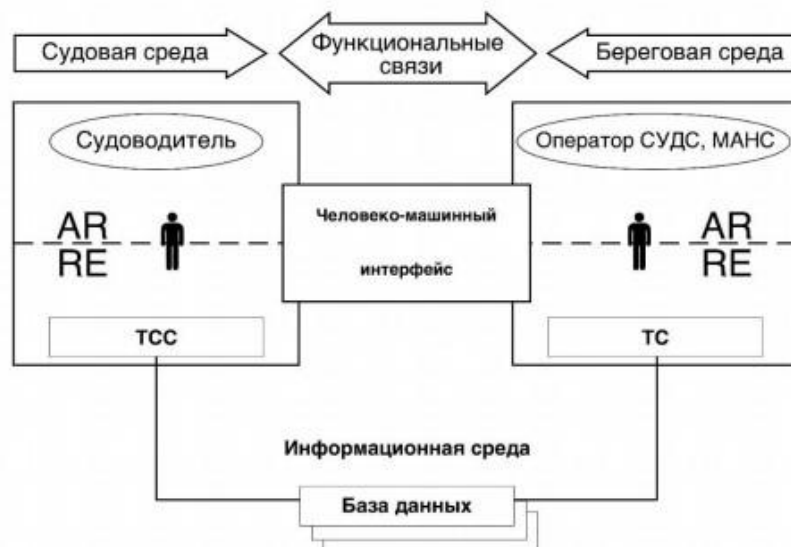 Судовая среда
Функциональные
связи
Береговая среда
Судоводитель
Оператор СУДС, МАНС
Человеко-машинный
интерфейс
AR
RE
AR
RE
ТСС
ТС
Информационная среда
База данных